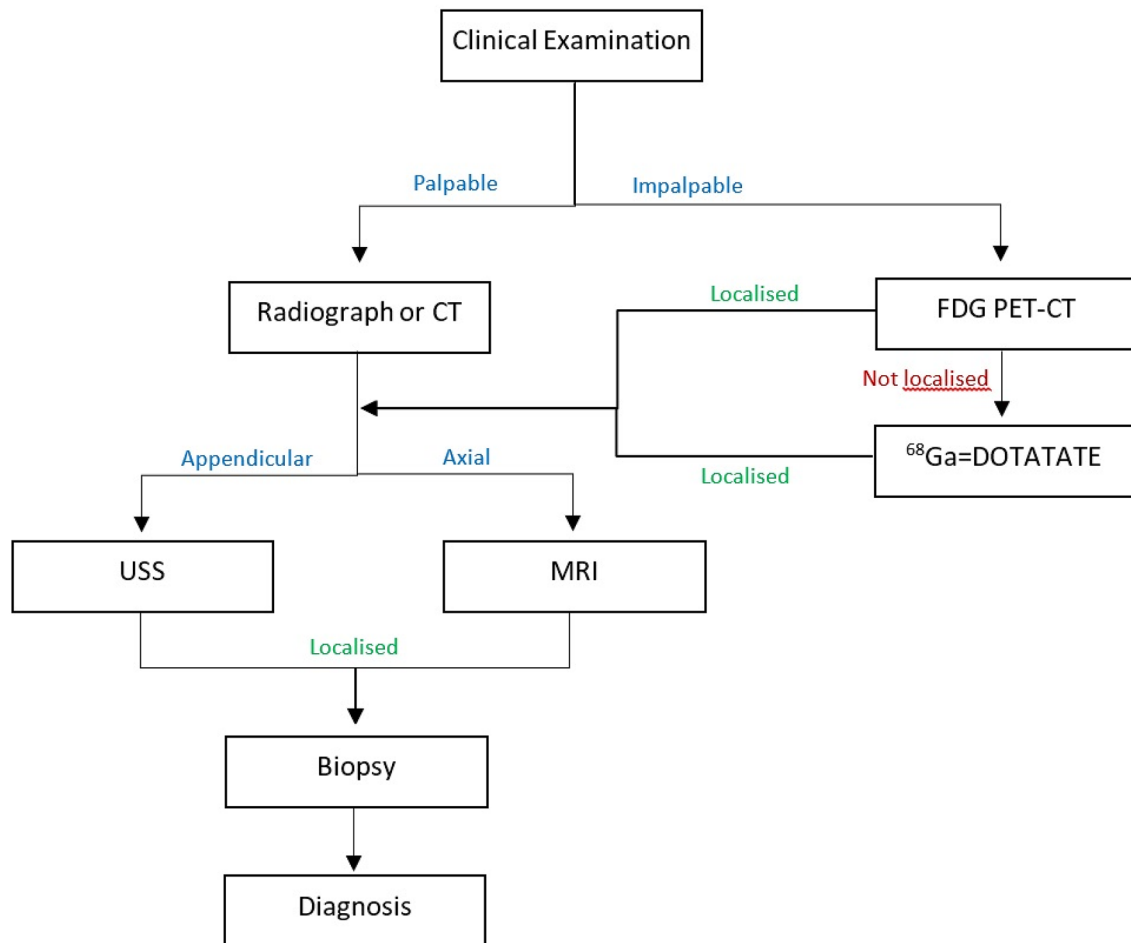 Clinical Examination
Palpable
Impalpable
Radiograph or CT
Localised
FDG PET-CT
Not localised
⁶⁸Ga=DOTATATE
Localised
Appendicular
Axial
USS
MRI
Localised
Biopsy
Diagnosis